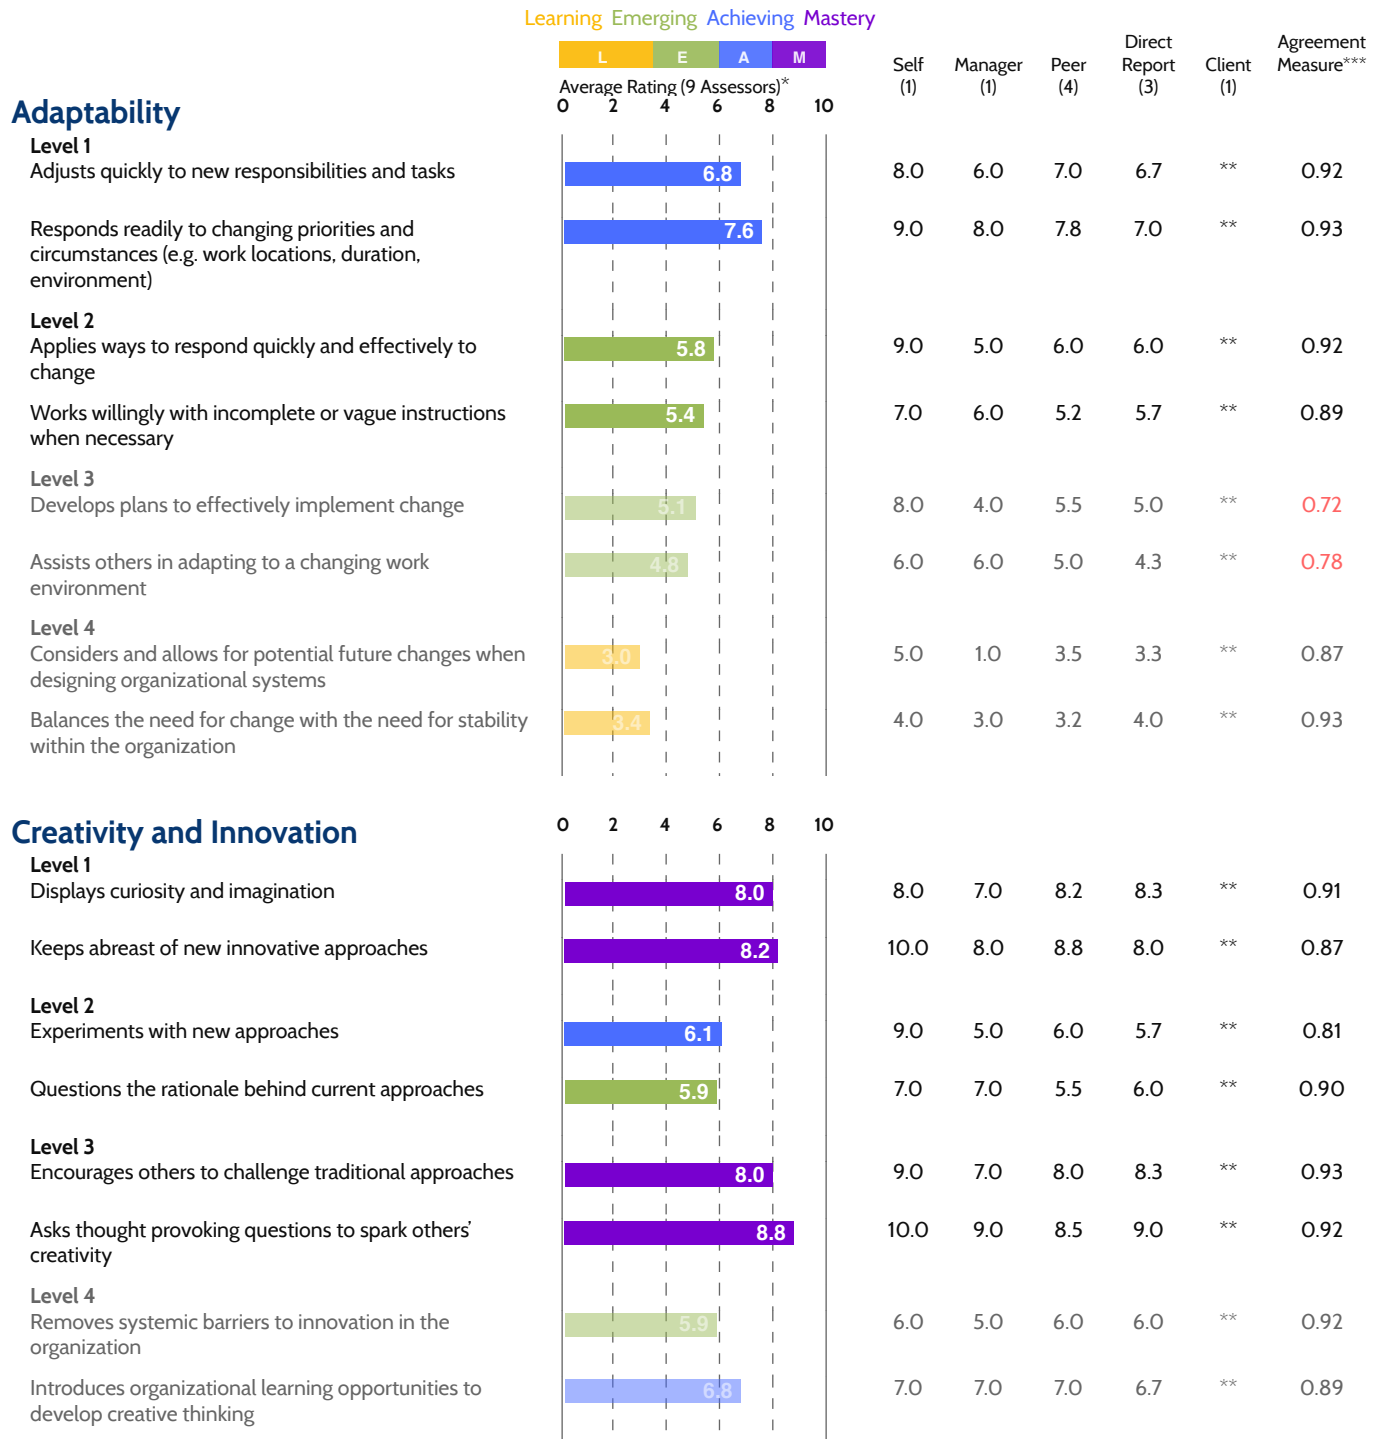 Learning Emerging Achieving Mastery
L E A M
Average Rating (9 Assessors)*
Self (1) Manager (1) Peer (4) Direct Report (3) Client (1) Agreement Measure***
Adaptability
0 2 4 6 8 10
Level 1
Adjusts quickly to new responsibilities and tasks 6.8 8.0 6.0 7.0 6.7 ** 0.92
Responds readily to changing priorities and 7.6 9.0 8.0 7.8 7.0 ** 0.93
circumstances (e.g. work locations, duration,
environment)
Level 2
Applies ways to respond quickly and effectively to 5.8 9.0 5.0 6.0 6.0 ** 0.92
change
Works willingly with incomplete or vague instructions 5.4 7.0 6.0 5.2 5.7 ** 0.89
when necessary
Level 3
Develops plans to effectively implement change 5.1 8.0 4.0 5.5 5.0 ** 0.72
Assists others in adapting to a changing work 4.8 6.0 6.0 5.0 4.3 ** 0.78
environment
Level 4
Considers and allows for potential future changes when 3.0 5.0 1.0 3.5 3.3 ** 0.87
designing organizational systems
Balances the need for change with the need for stability 3.4 4.0 3.0 3.2 4.0 ** 0.93
within the organization
Creativity and Innovation
0 2 4 6 8 10
Level 1
Displays curiosity and imagination 8.0 8.0 7.0 8.2 8.3 ** 0.91
Keeps abreast of new innovative approaches 8.2 10.0 8.0 8.8 8.0 ** 0.87
Level 2
Experiments with new approaches 6.1 9.0 5.0 6.0 5.7 ** 0.81
Questions the rationale behind current approaches 5.9 7.0 7.0 5.5 6.0 ** 0.90
Level 3
Encourages others to challenge traditional approaches 8.0 9.0 7.0 8.0 8.3 ** 0.93
Asks thought provoking questions to spark others' 8.8 10.0 9.0 8.5 9.0 ** 0.92
creativity
Level 4
Removes systemic barriers to innovation in the 5.9 6.0 5.0 6.0 6.0 ** 0.92
organization
Introduces organizational learning opportunities to 6.8 7.0 7.0 7.0 6.7 ** 0.89
develop creative thinking